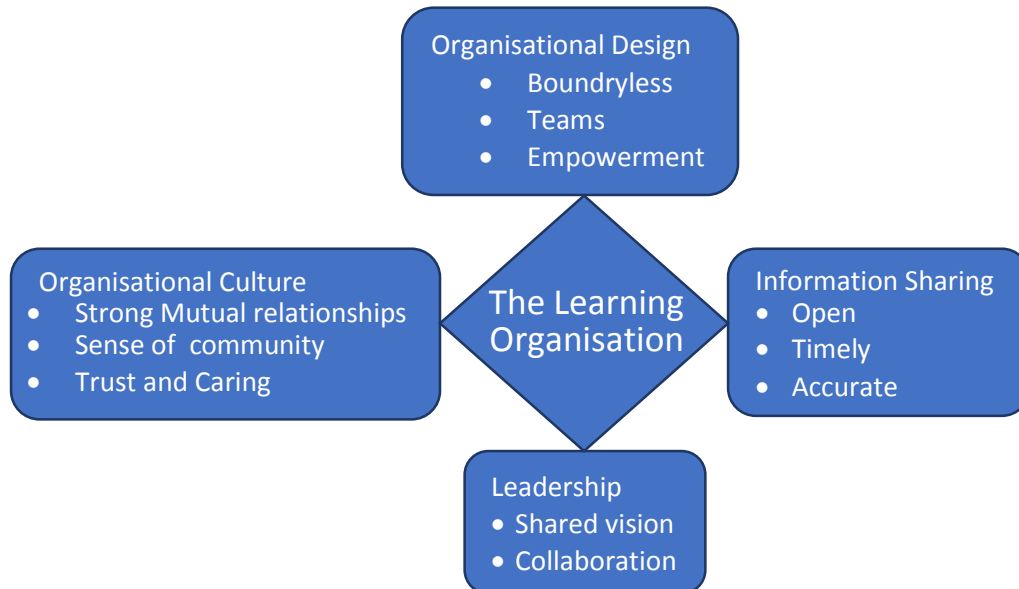 Organisational Design
• Boundryless
• Teams
• Empowerment
Organisational Culture
• Strong Mutual relationships
• Sense of  community
• Trust and Caring
The Learning
Organisation
Information Sharing
• Open
• Timely
• Accurate
Leadership
• Shared vision
• Collaboration